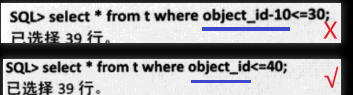 SQL> select * from t where object_id-10<=30;
已选择 39 行。
X
SQL> select * from t where object_id<=40;
已选择 39 行。
√